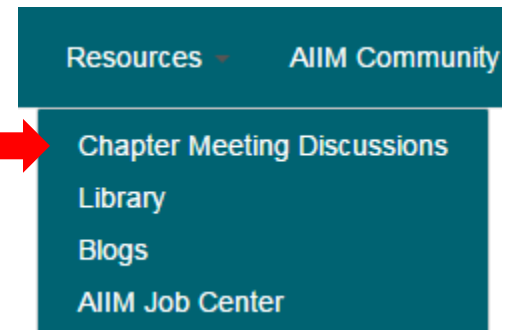 Resources AIIM Community
Chapter Meeting Discussions
Library
Blogs
AIIM Job Center